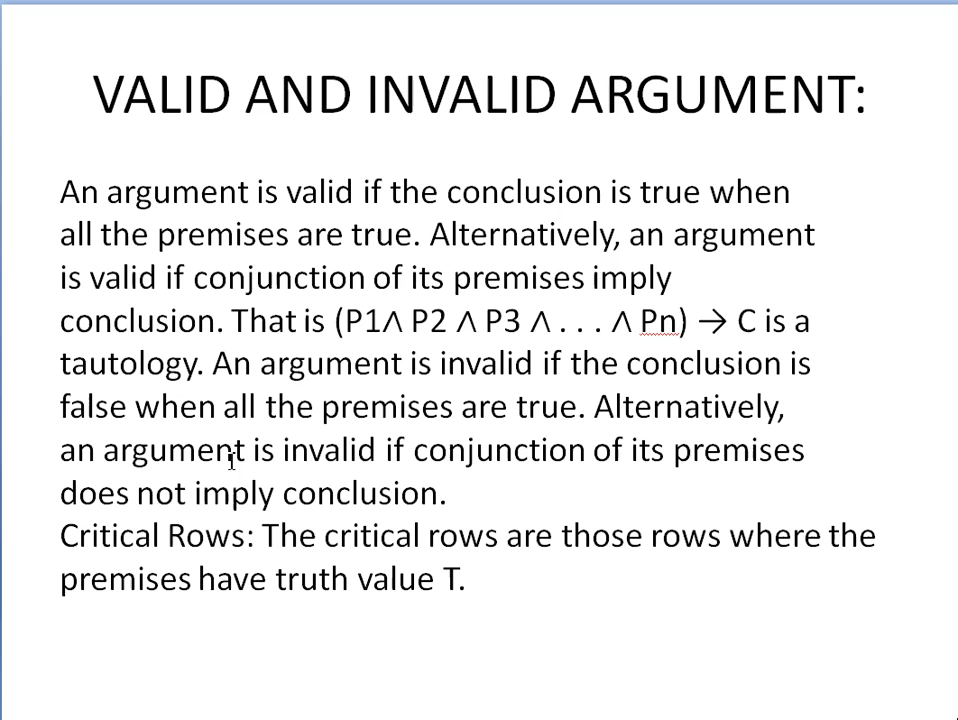 VALID AND INVALID ARGUMENT:
An argument is valid if the conclusion is true when
all the premises are true. Alternatively, an argument
is valid if conjunction of its premises imply
conclusion. That is (P1∧ P2 ∧ P3 ∧ . . . ∧ Pn) → C is a
tautology. An argument is invalid if the conclusion is
false when all the premises are true. Alternatively,
an argument is invalid if conjunction of its premises
does not imply conclusion.
Critical Rows: The critical rows are those rows where the
premises have truth value T.